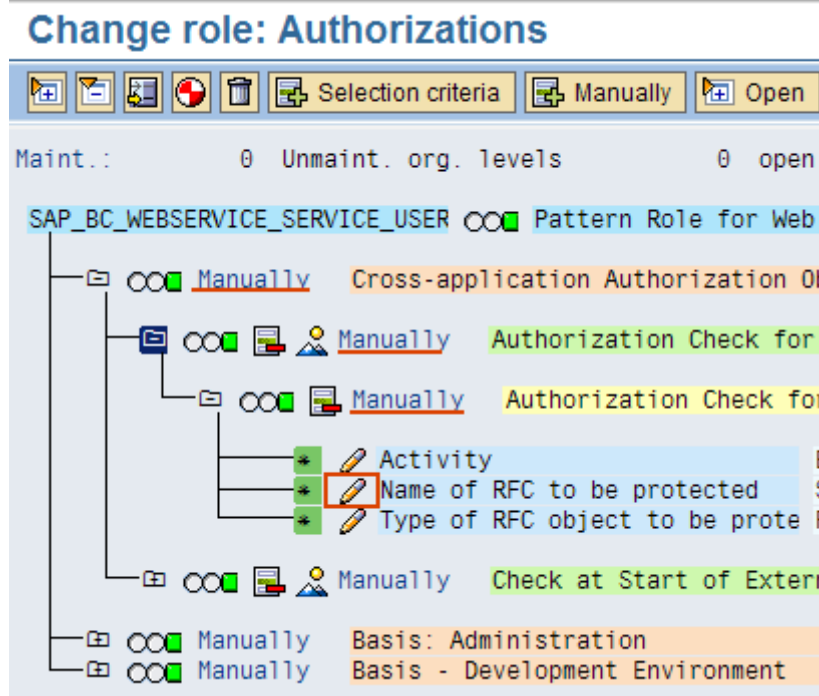 Change role: Authorizations
Selection criteria Manually Open
Maint.: 0 Unmaint. org. levels 0 open
SAP_BC_WEBSERVICE_SERVICE_USER Pattern Role for Web
Manually Cross-application Authorization
Manually Authorization Check for
Manually Authorization Check for
Activity
Name of RFC to be protected
Type of RFC object to be prote
Manually Check at Start of Extern
Manually Basis: Administration
Manually Basis - Development Environment